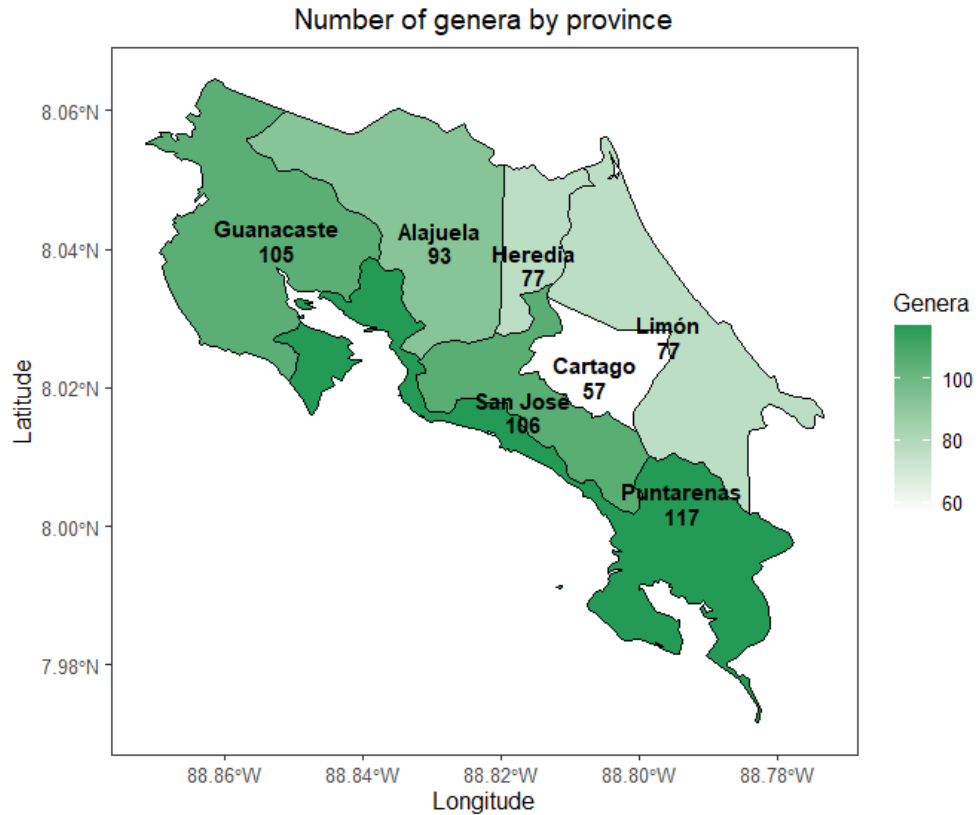 Number of genera by province
8.06°N
8.04°N
8.02°N
8.00°N
7.98°N
Latitude
Guanacaste
105
Alajuela
93
Heredia
77
Limón
77
Cartago
57
San José
106
Puntarenas
117
Genera
100
80
60
88.86°W
88.84°W
88.82°W
88.80°W
88.78°W
Longitude